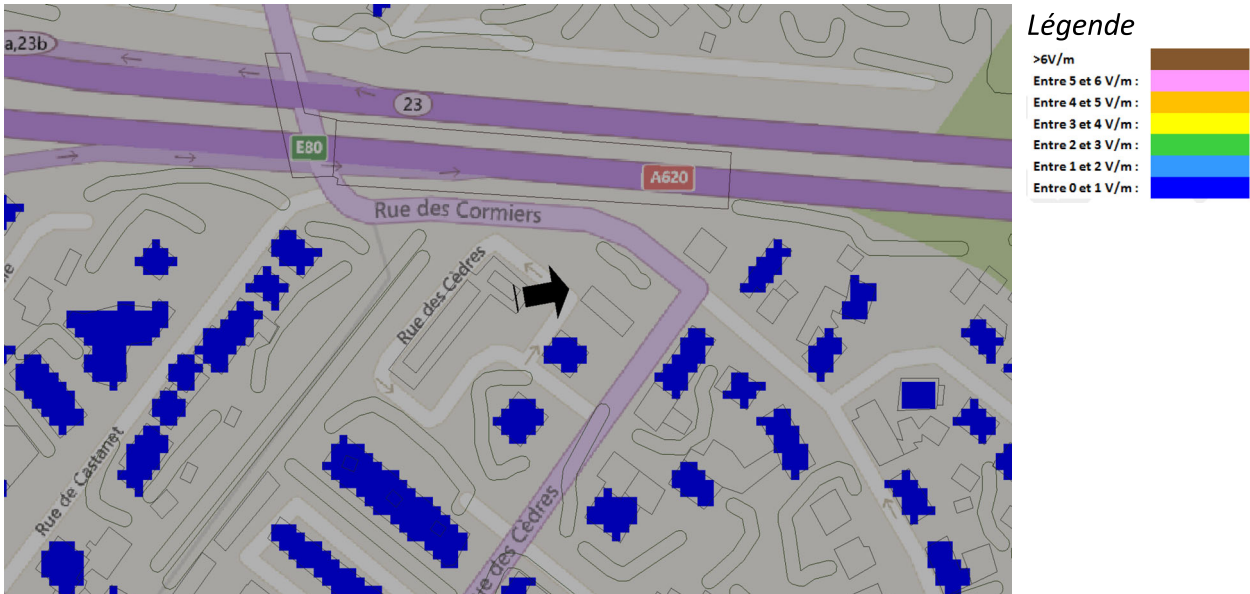 Légende
>6V/m
Entre 5 et 6 V/m :
Entre 4 et 5 V/m :
Entre 3 et 4 V/m :
Entre 2 et 3 V/m :
Entre 1 et 2 V/m :
Entre 0 et 1 V/m :
a,23b
23
E80
A620
Rue des Cormiers
Rue des Cèdres
Rue de Castanet
ue des Cèdres